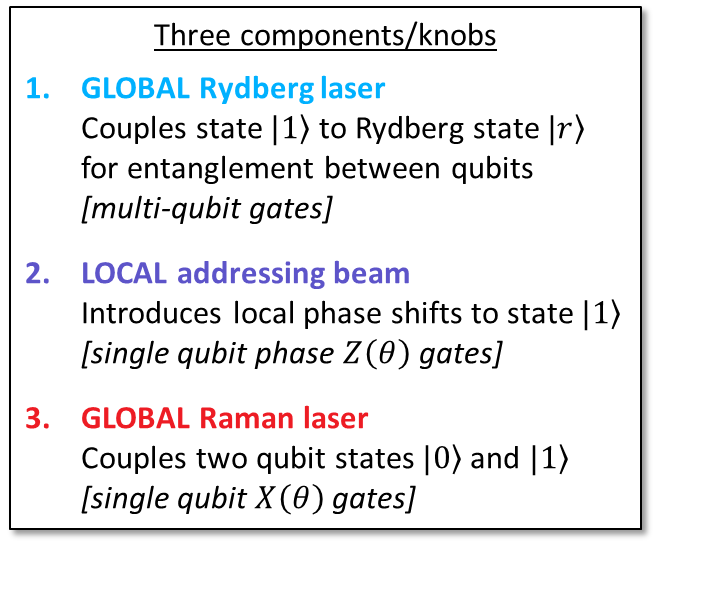 Three components/knobs
1. GLOBAL Rydberg laser
Couples state |1⟩ to Rydberg state |r⟩
for entanglement between qubits
[multi-qubit gates]
2. LOCAL addressing beam
Introduces local phase shifts to state |1⟩
[single qubit phase Z(θ) gates]
3. GLOBAL Raman laser
Couples two qubit states |0⟩ and |1⟩
[single qubit X(θ) gates]